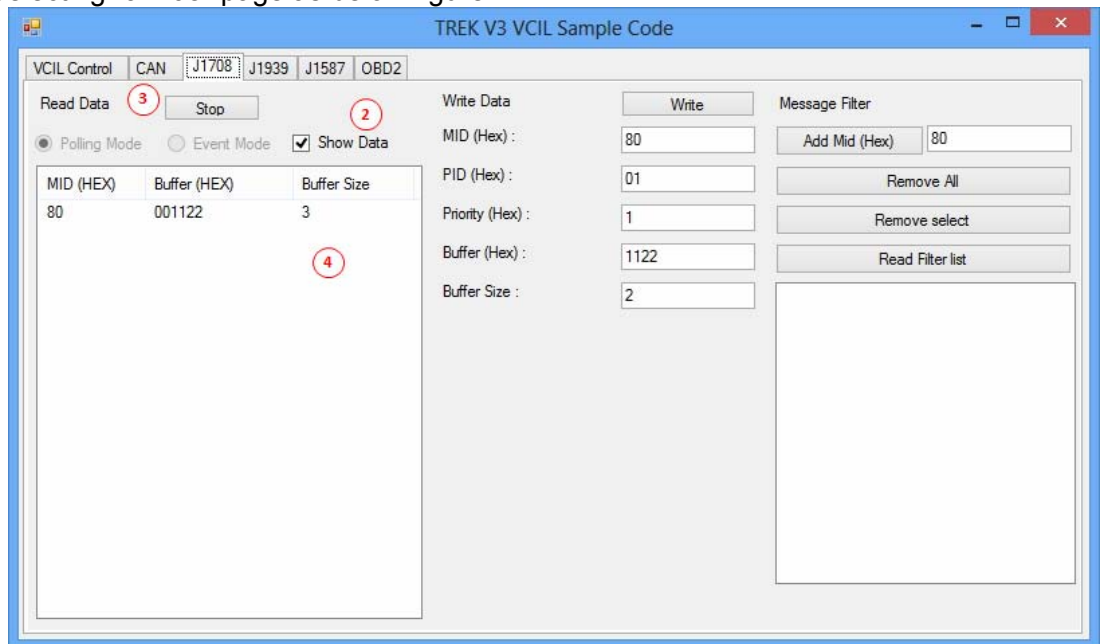 TREK V3 VCIL Sample Code
VCIL Control CAN J1708 J1939 J1587 OBD2
Read Data 3 Stop 2
Polling Mode Event Mode Show Data
MID (HEX) Buffer (HEX) Buffer Size
80 001122 3
4
Write Data Write
MID (Hex) : 80
PID (Hex) : 01
Priority (Hex) : 1
Buffer (Hex) : 1122
Buffer Size : 2
Message Filter
Add Mid (Hex) 80
Remove All
Remove select
Read Filter list